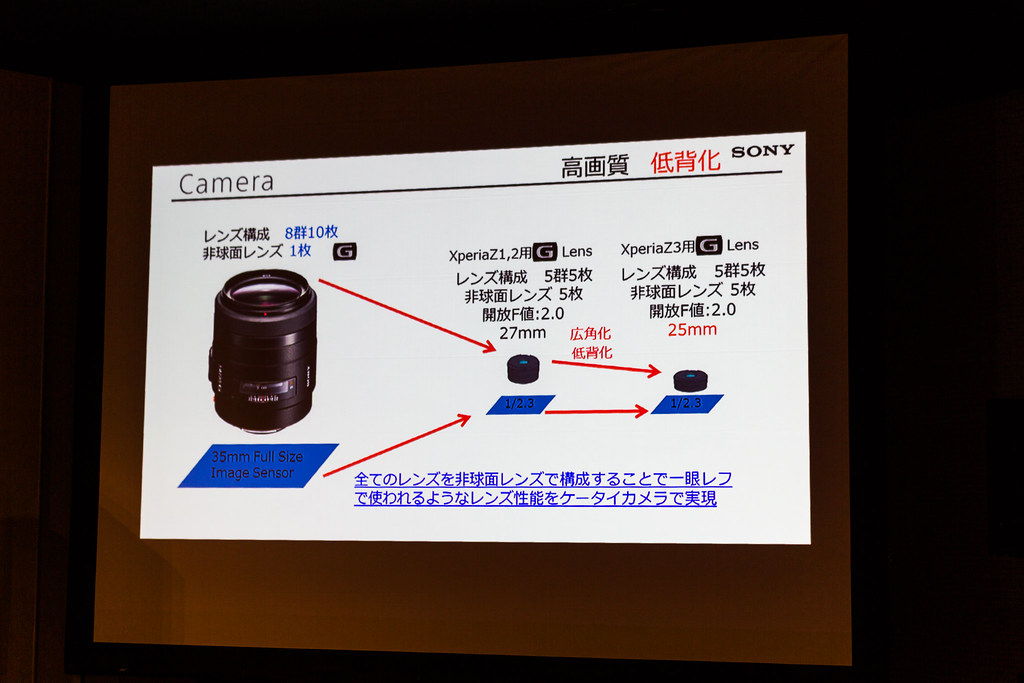 Camera
高画質 低背化 SONY
レンズ構成 8群10枚
非球面レンズ 1枚 G
XperiaZ1,2用 G Lens
レンズ構成 5群5枚
非球面レンズ 5枚
開放F値:2.0
27mm
広角化
低背化
XperiaZ3用 G Lens
レンズ構成 5群5枚
非球面レンズ 5枚
開放F値:2.0
25mm
1/2.3
1/2.3
35mm Full Size
Image Sensor
全てのレンズを非球面レンズで構成することで一眼レフ
で使われるようなレンズ性能をケータイカメラで実現